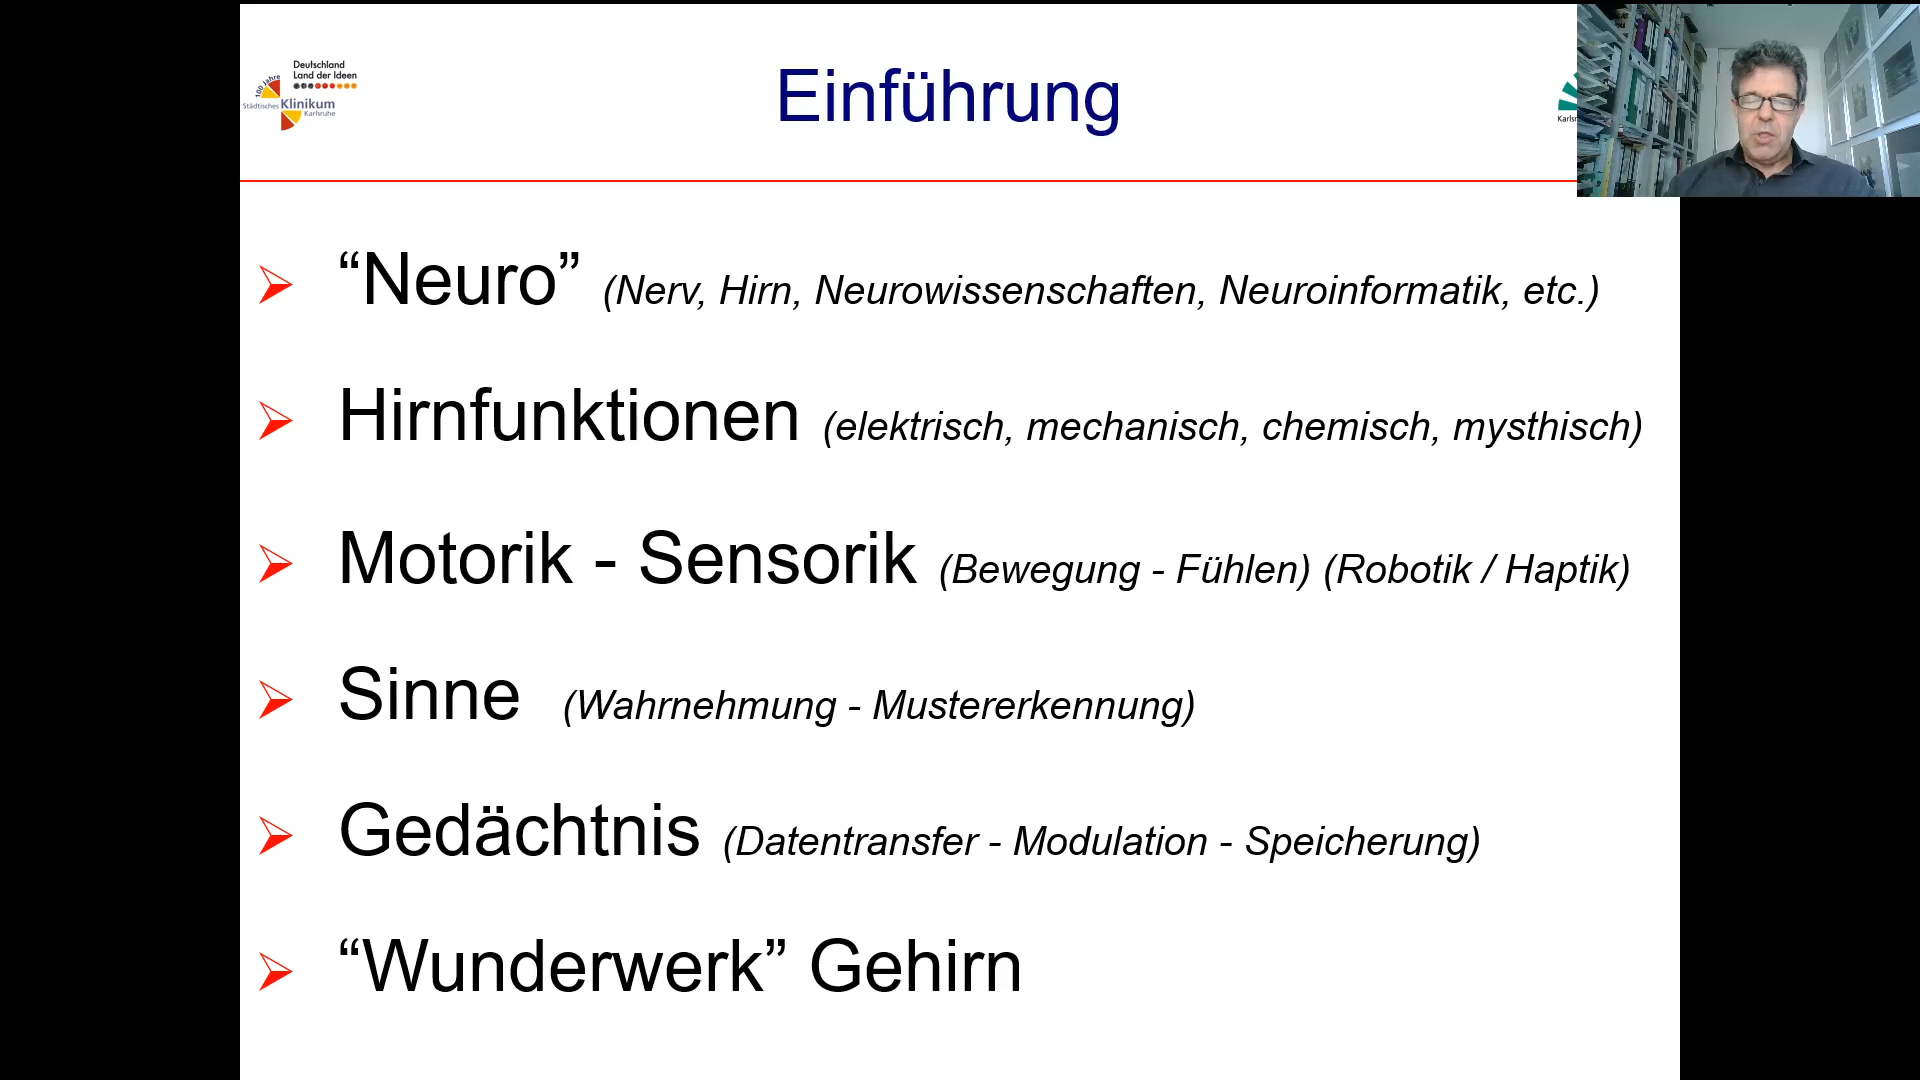 Deutschland
Land der Ideen
100 Jahre
Städtisches Klinikum
Karlsruhe
Einführung
“Neuro” (Nerv, Hirn, Neurowissenschaften, Neuroinformatik, etc.)
Hirnfunktionen (elektrisch, mechanisch, chemisch, mysthisch)
Motorik - Sensorik (Bewegung - Fühlen) (Robotik / Haptik)
Sinne (Wahrnehmung - Mustererkennung)
Gedächtnis (Datentransfer - Modulation - Speicherung)
“Wunderwerk” Gehirn